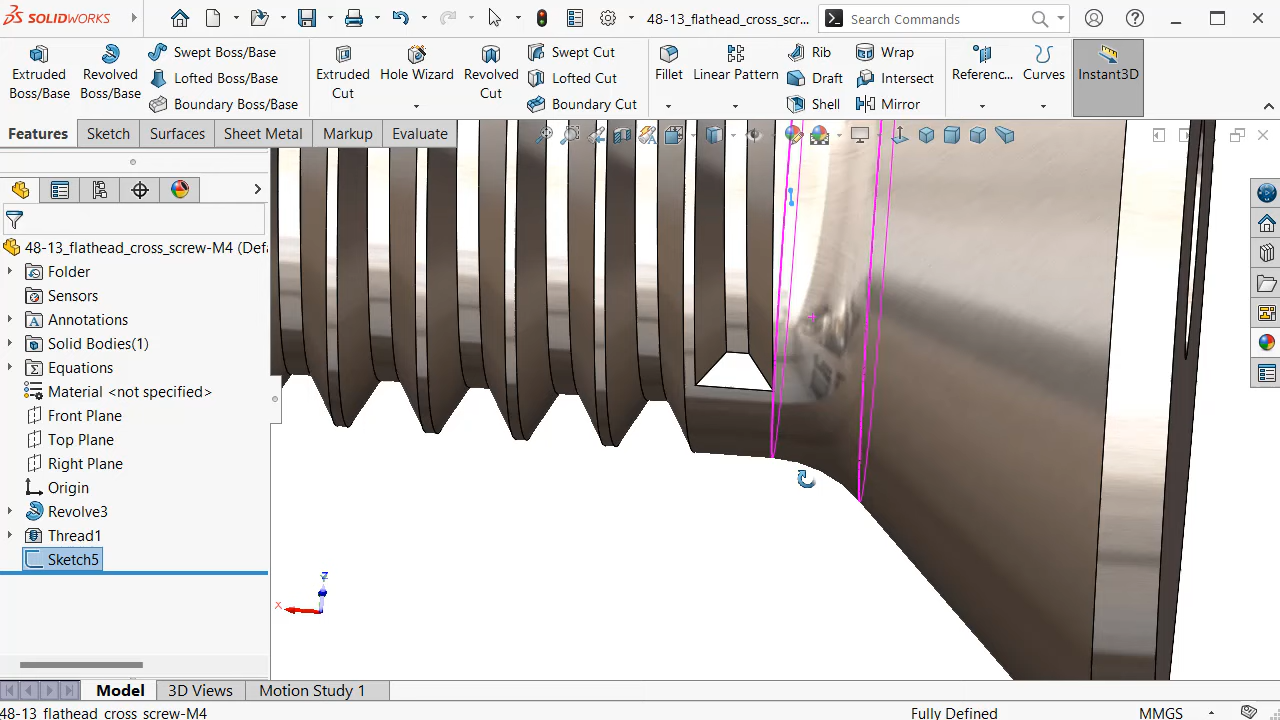 SOLIDWORKS
48-13_flathead_cross_scr...
Search Commands
Extruded Boss/Base
Revolved Boss/Base
Swept Boss/Base
Lofted Boss/Base
Boundary Boss/Base
Extruded Cut
Hole Wizard
Revolved Cut
Swept Cut
Lofted Cut
Boundary Cut
Fillet
Linear Pattern
Rib
Draft
Shell
Wrap
Intersect
Mirror
Referenc...
Curves
Instant3D
Features
Sketch
Surfaces
Sheet Metal
Markup
Evaluate
48-13_flathead_cross_screw-M4 (Def
Folder
Sensors
Annotations
Solid Bodies(1)
Equations
Material <not specified>
Front Plane
Top Plane
Right Plane
Origin
Revolve3
Thread1
Sketch5
z
x
Model
3D Views
Motion Study 1
48-13_flathead_cross_screw-M4
Fully Defined
MMGS